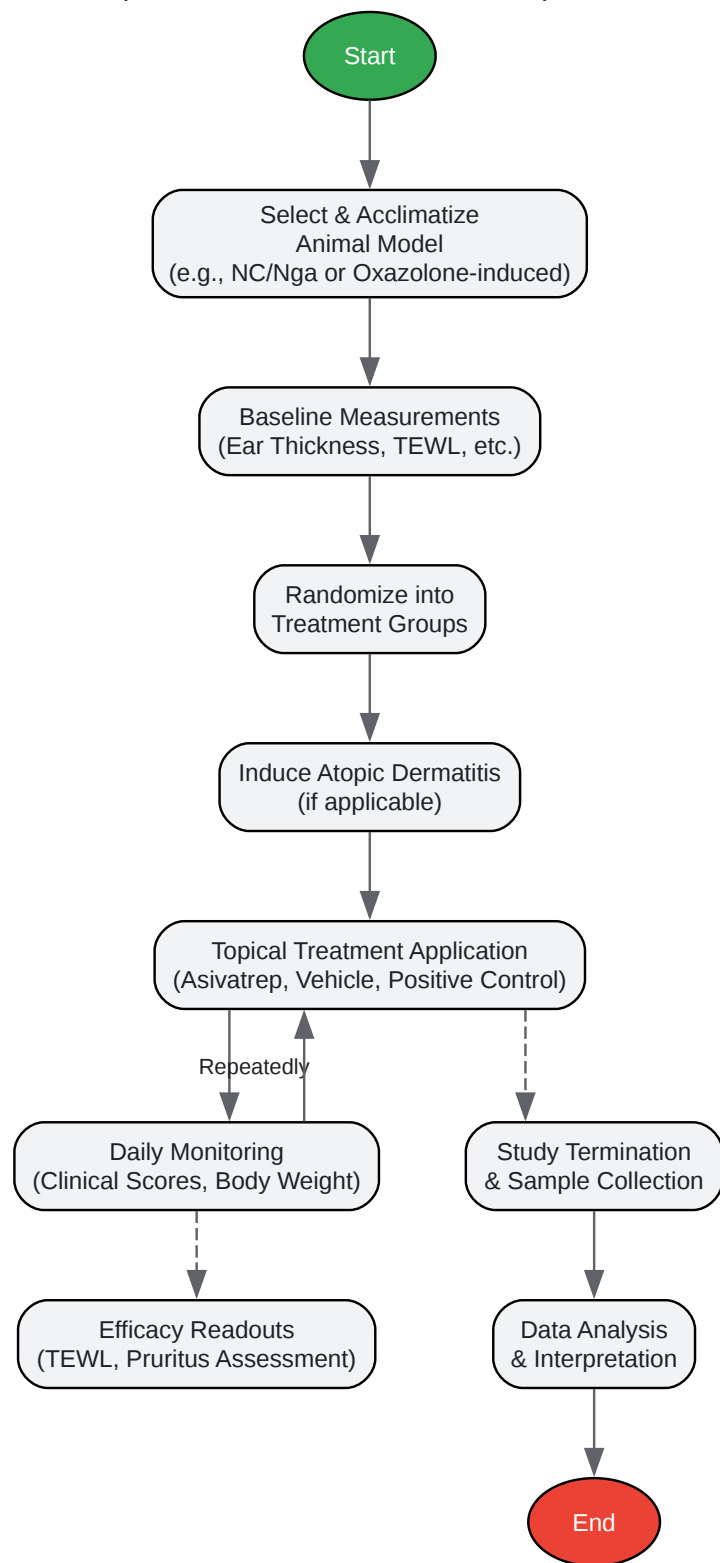 Start
Select & Acclimatize
Animal Model
(e.g., NC/Nga or Oxazolone-induced)
Baseline Measurements
(Ear Thickness, TEWL, etc.)
Randomize into
Treatment Groups
Induce Atopic Dermatitis
(if applicable)
Topical Treatment Application
(Asivatrep, Vehicle, Positive Control)
Repeatedly
Daily Monitoring
(Clinical Scores, Body Weight)
Study Termination
& Sample Collection
Efficacy Readouts
(TEWL, Pruritus Assessment)
Data Analysis
& Interpretation
End